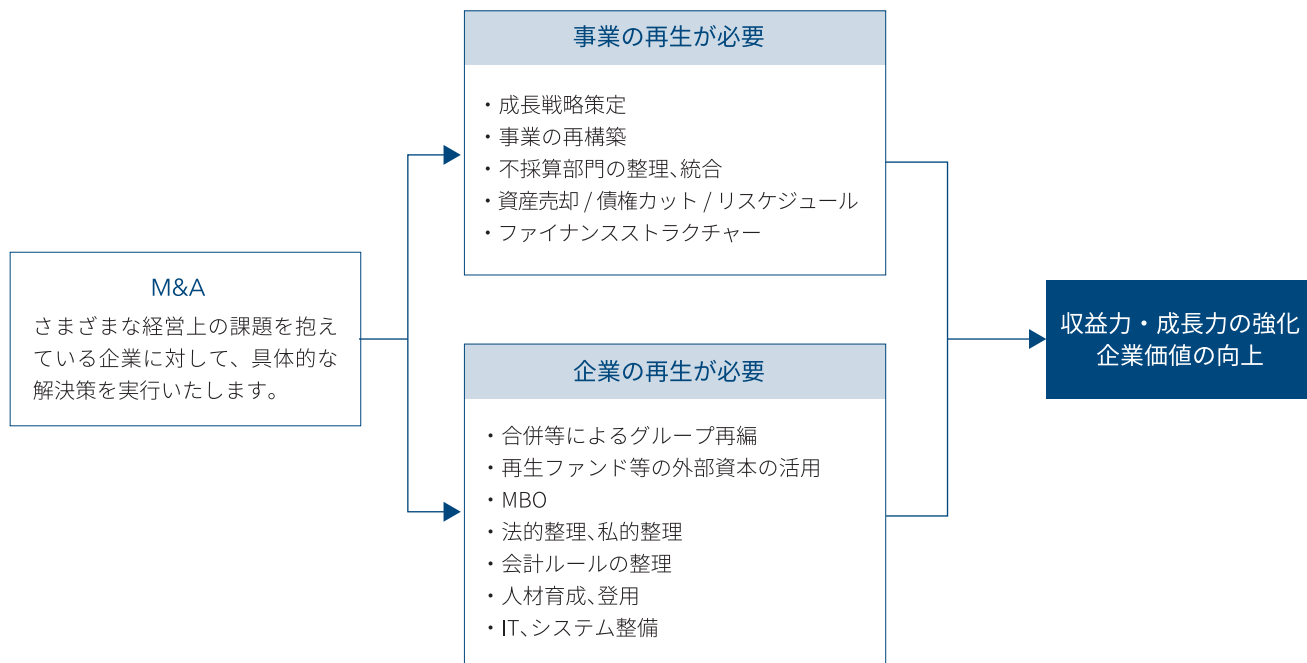 M&A
さまざまな経営上の課題を抱え
ている企業に対して、具体的な
解決策を実行いたします。
事業の再生が必要
・成長戦略策定
・事業の再構築
・不採算部門の整理、統合
・資産売却 / 債権カット / リスケジュール
・ファイナンスストラクチャー
企業の再生が必要
・合併等によるグループ再編
・再生ファンド等の外部資本の活用
・MBO
・法的整理、私的整理
・会計ルールの整理
・人材育成、登用
・IT、システム整備
収益力・成長力の強化
企業価値の向上